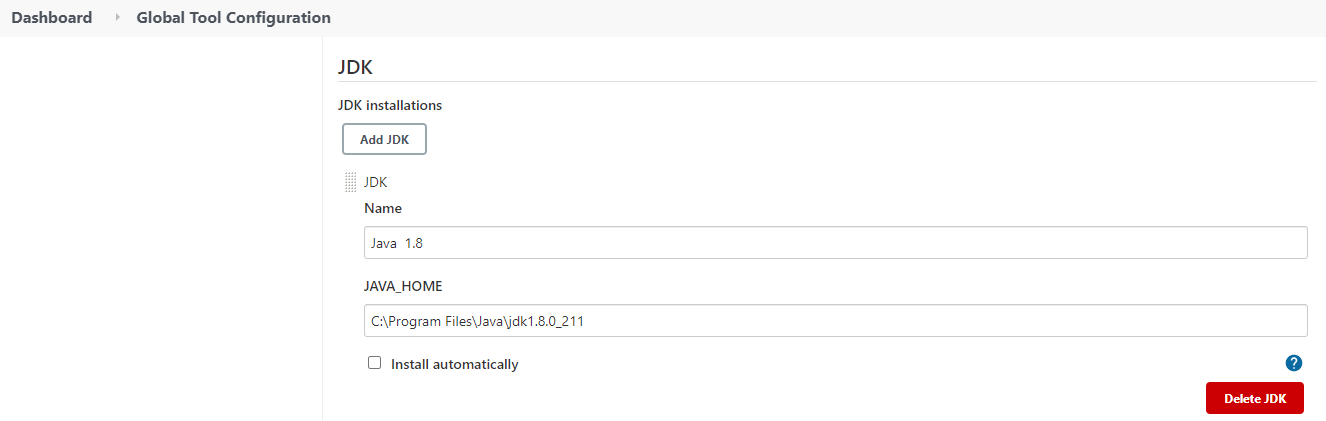 Dashboard Global Tool Configuration
JDK
JDK installations
Add JDK
JDK
Name
Java  1.8
JAVA_HOME
C:\Program Files\Java\jdk1.8.0_211
Install automatically ?
Delete JDK